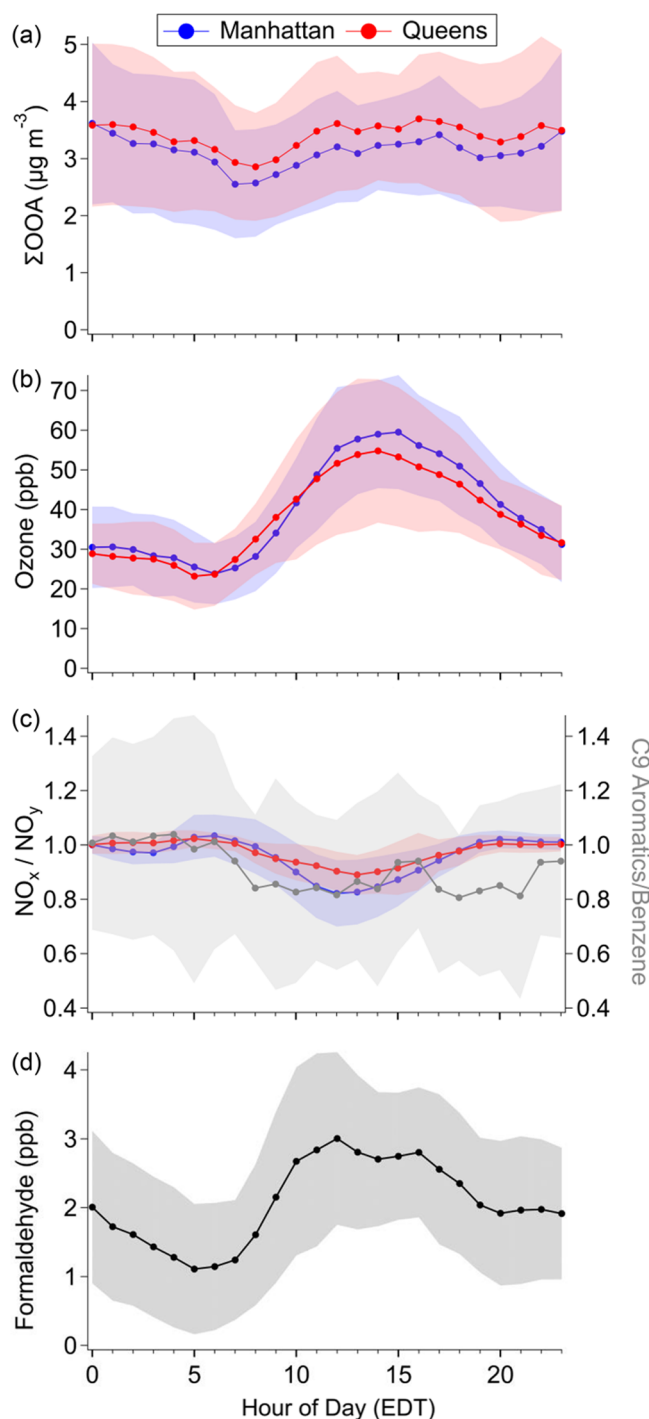 (a)
Manhattan Queens
5
4
3
2
1
0
ΣOOA (µg m⁻³)
(b)
70
60
50
40
30
20
10
0
Ozone (ppb)
(c)
1.4 1.4
1.2 1.2
1.0 1.0
0.8 0.8
0.6 0.6
0.4 0.4
NOₓ / NOᵧ
C9 Aromatics/Benzene
(d)
4
3
2
1
0
Formaldehyde (ppb)
0 5 10 15 20
Hour of Day (EDT)